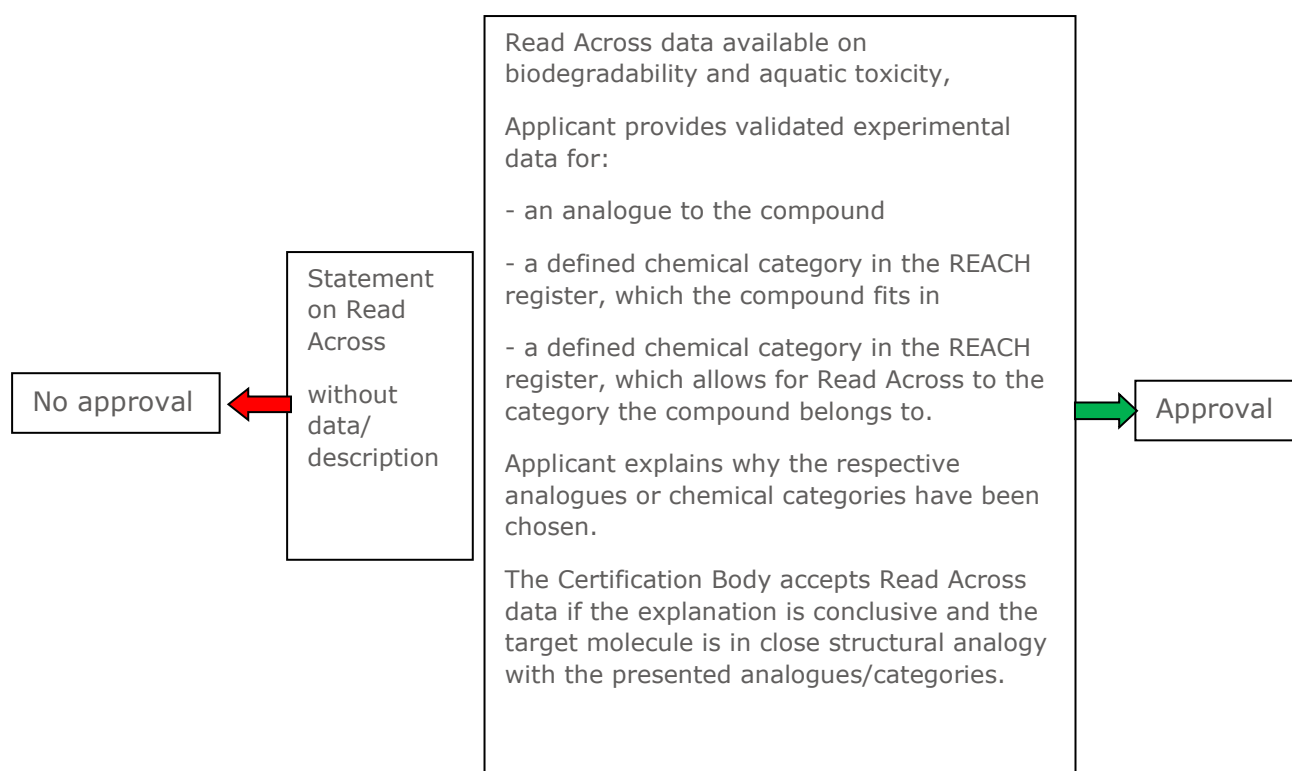 No approval
Statement
on Read
Across
without
data/
description
Read Across data available on
biodegradability and aquatic toxicity,
Applicant provides validated experimental
data for:
- an analogue to the compound
- a defined chemical category in the REACH
register, which the compound fits in
- a defined chemical category in the REACH
register, which allows for Read Across to the
category the compound belongs to.
Applicant explains why the respective
analogues or chemical categories have been
chosen.
The Certification Body accepts Read Across
data if the explanation is conclusive and the
target molecule is in close structural analogy
with the presented analogues/categories.
Approval